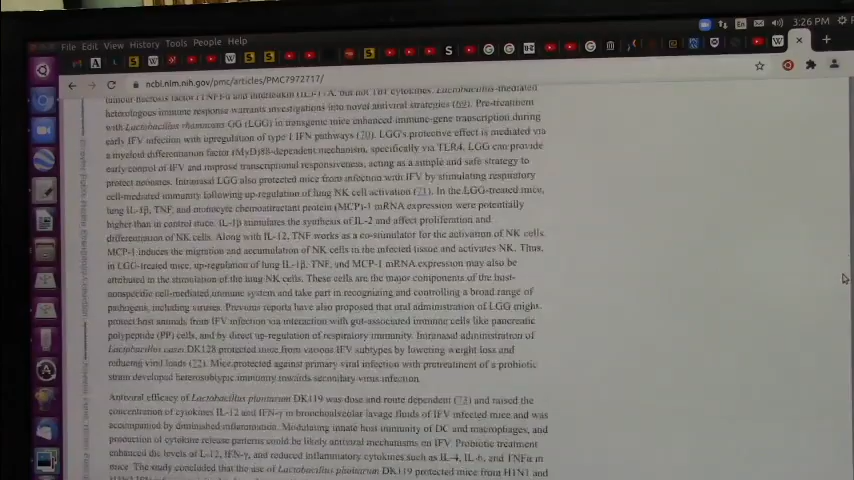 3:26 PM
File Edit View History Tools People Help
ncbi.nlm.nih.gov/pmc/articles/PMC7972717/
heterologous immune response warrants investigations into novel antiviral strategies (69). Pre-treatment
with Lactobacillus rhamnosus GG (LGG) in transgenic mice enhanced immune-gene transcription during
early IFV infection with upregulation of type I IFN pathways (70). LGG's protective effect is mediated via
a myeloid differentiation factor (MyD)88-dependent mechanism, specifically via TLR4. LGG can provide
early control of IFV and improve transcriptional responsiveness, acting as a simple and safe strategy to
protect neonates. Intranasal LGG also protected mice from infection with IFV by stimulating respiratory
cell-mediated immunity following up-regulation of lung NK cell activation (71). In the LGG-treated mice,
lung IL-1β, TNF, and monocyte chemoattractant protein (MCP)-1 mRNA expression were potentially
higher than in control mice. IL-1β stimulates the synthesis of IL-2 and affect proliferation and
differentiation of NK cells. Along with IL-12, TNF works as a co-stimulator for the activation of NK cells.
MCP-1 induces the migration and accumulation of NK cells in the infected tissue and activates NK. Thus,
in LGG-treated mice, up-regulation of lung IL-1β, TNF, and MCP-1 mRNA expression may also be
attributed in the stimulation of the lung NK cells. These cells are the major components of the host-
nonspecific cell-mediated immune system and take part in recognizing and controlling a broad range of
pathogens, including viruses. Previous reports have also proposed that oral administration of LGG might
protect host animals from IFV infection via interaction with gut-associated immune cells like pancreatic
polypeptide (PP) cells, and by direct up-regulation of respiratory immunity. Intranasal administration of
Lactobacillus casei DK128 protected mice from various IFV subtypes by lowering weight loss and
reducing viral loads (72). Mice protected against primary viral infection with pretreatment of a probiotic
strain developed heterosubtypic immunity towards secondary virus infection.
Antiviral efficacy of Lactobacillus plantarum DK119 was dose and route dependent (73) and raised the
concentration of cytokines IL-12 and IFN-γ in bronchoalveolar lavage fluids of IFV infected mice and was
accompanied by diminished inflammation. Modulating innate host immunity of DC and macrophages, and
production of cytokine release patterns could be likely antiviral mechanisms on IFV. Probiotic treatment
enhanced the levels of L-12, IFN-γ, and reduced inflammatory cytokines such as IL-4, IL-6, and TNFα in
mice. The study concluded that the use of Lactobacillus plantarum DK119 protected mice from H1N1 and